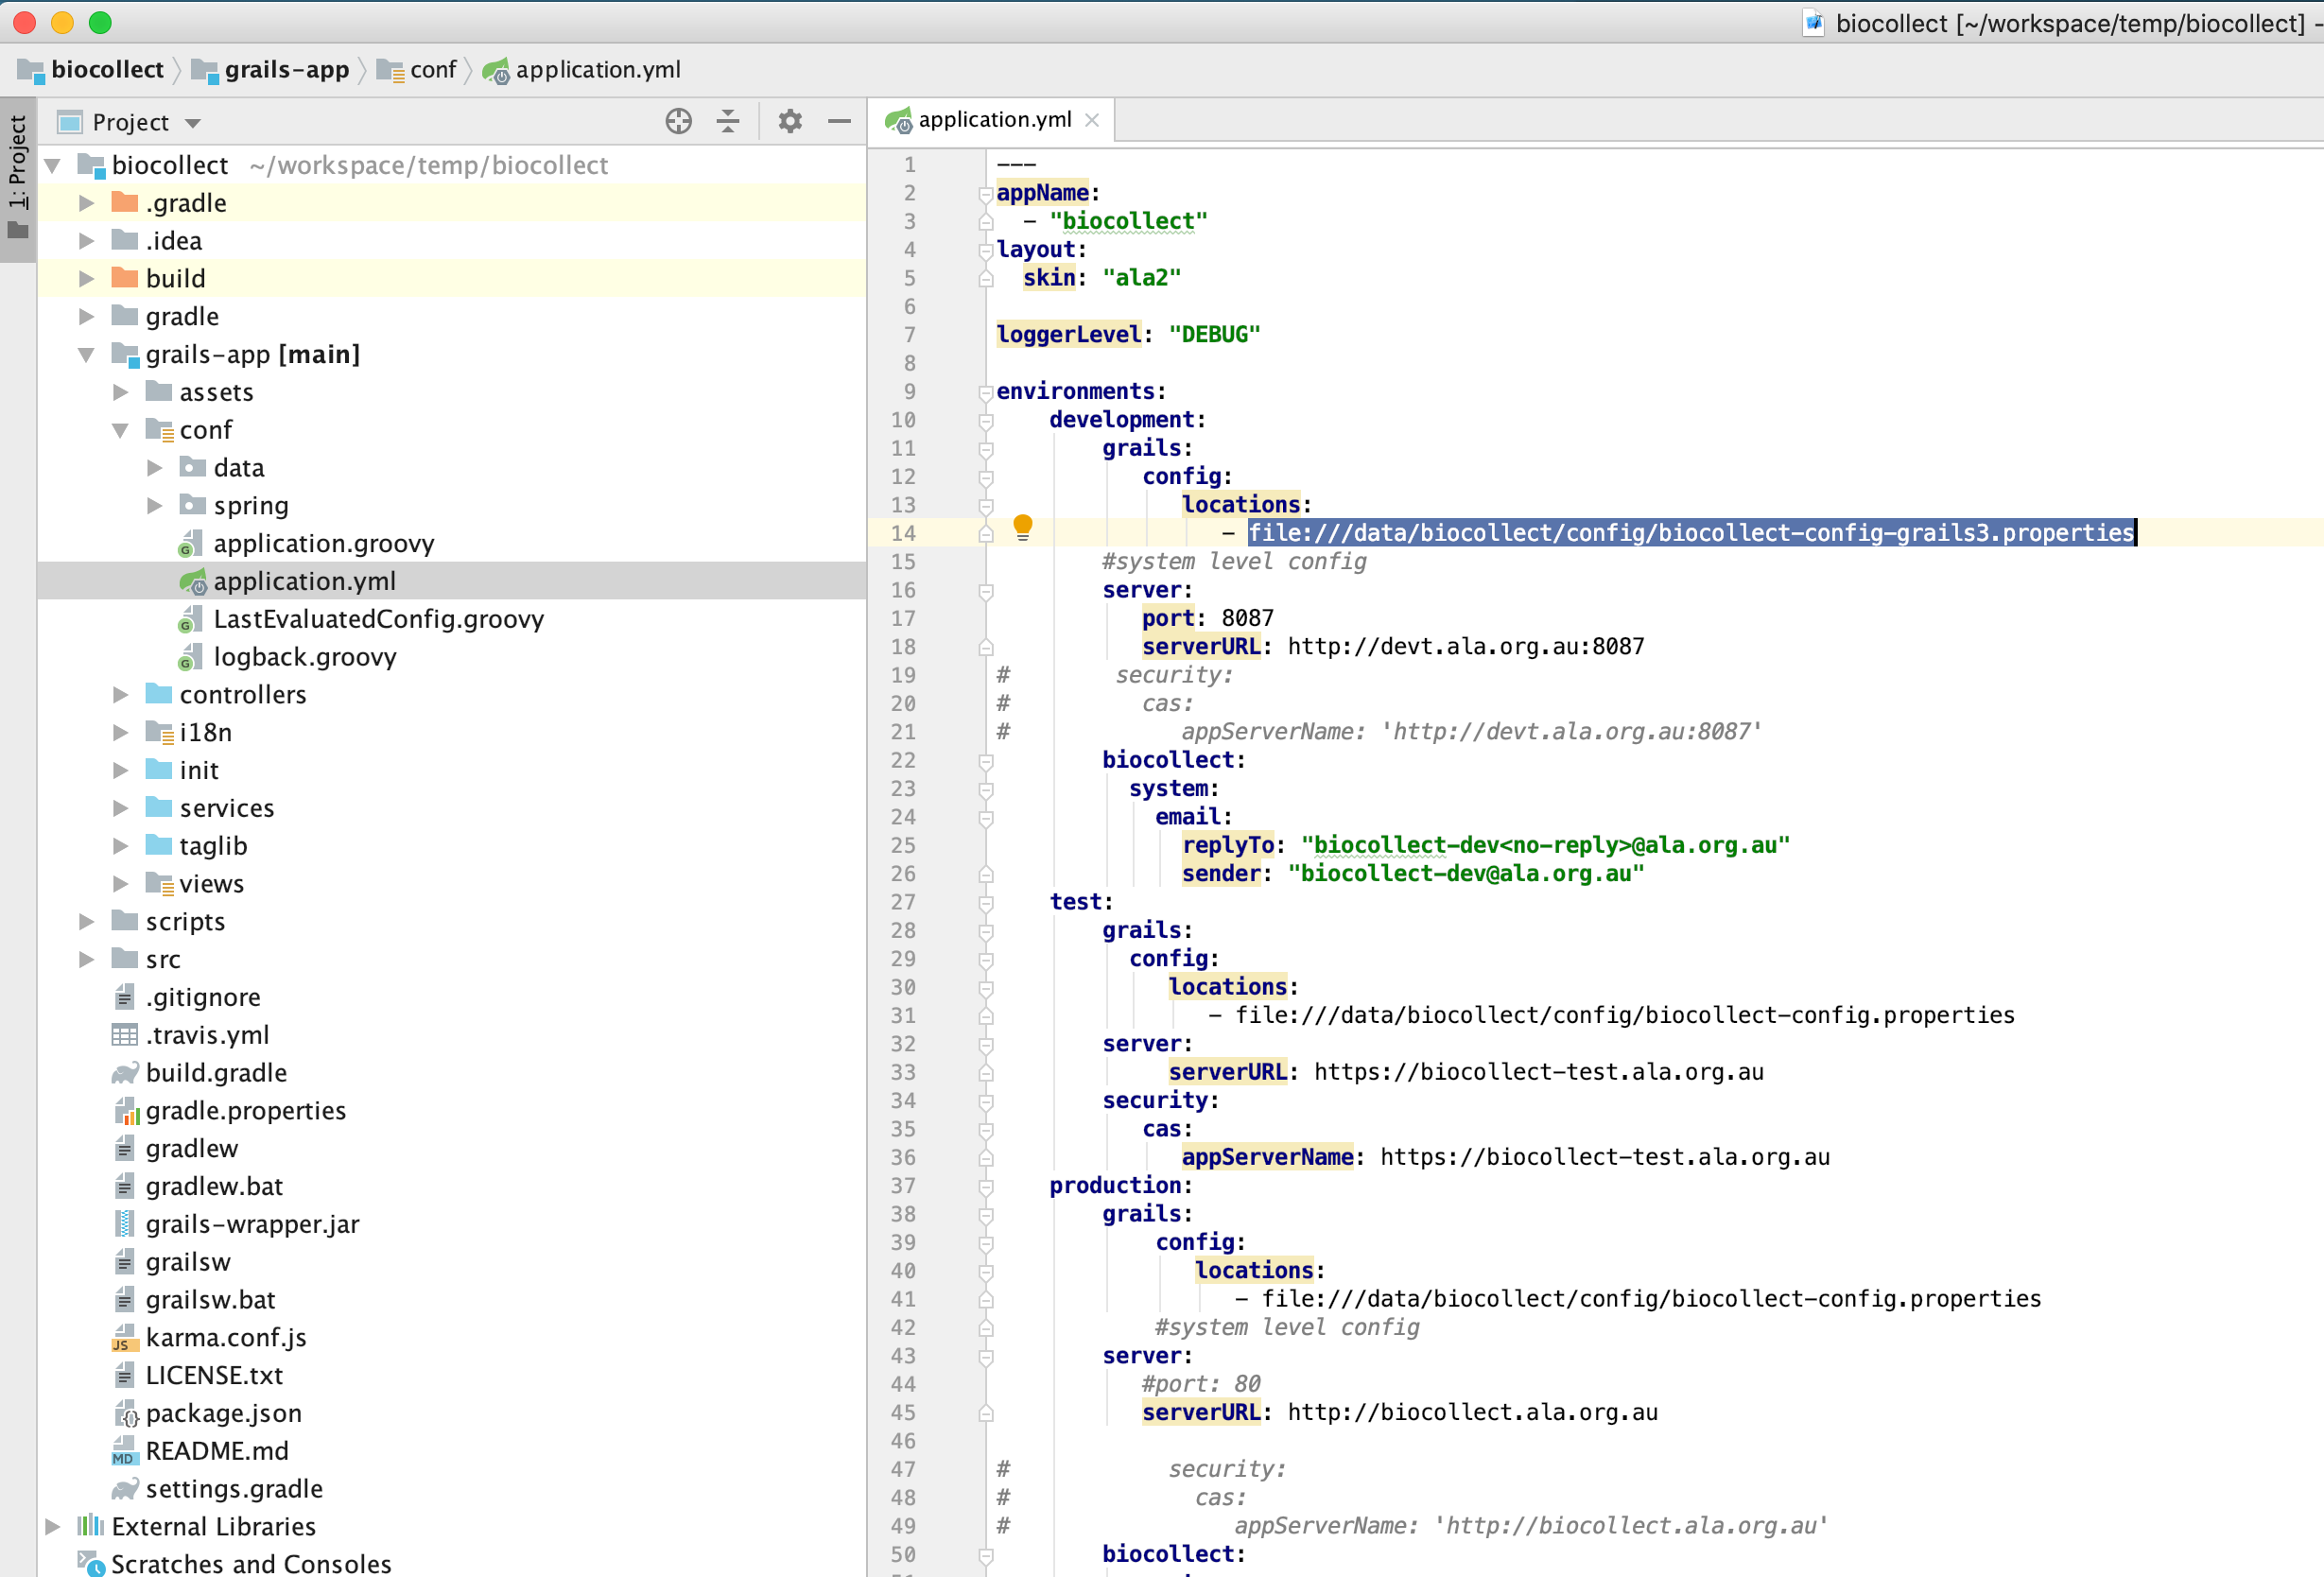 biocollect [~/workspace/temp/biocollect] -
biocollect grails-app conf application.yml
1: Project
Project
biocollect ~/workspace/temp/biocollect
.gradle
.idea
build
gradle
grails-app [main]
assets
conf
data
spring
application.groovy
application.yml
LastEvaluatedConfig.groovy
logback.groovy
controllers
i18n
init
services
taglib
views
scripts
src
.gitignore
.travis.yml
build.gradle
gradle.properties
gradlew
gradlew.bat
grails-wrapper.jar
grailsw
grailsw.bat
karma.conf.js
LICENSE.txt
package.json
README.md
settings.gradle
External Libraries
Scratches and Consoles
application.yml
1 ---
2 appName:
3   - "biocollect"
4 layout:
5   skin: "ala2"
6
7 loggerLevel: "DEBUG"
8
9 environments:
10     development:
11         grails:
12            config:
13               locations:
14                  - file:///data/biocollect/config/biocollect-config-grails3.properties
15         #system level config
16         server:
17            port: 8087
18            serverURL: http://devt.ala.org.au:8087
19 #        security:
20 #          cas:
21 #             appServerName: 'http://devt.ala.org.au:8087'
22         biocollect:
23           system:
24             email:
25               replyTo: "biocollect-dev<no-reply>@ala.org.au"
26               sender: "biocollect-dev@ala.org.au"
27     test:
28         grails:
29           config:
30              locations:
31                 - file:///data/biocollect/config/biocollect-config.properties
32         server:
33              serverURL: https://biocollect-test.ala.org.au
34         security:
35            cas:
36               appServerName: https://biocollect-test.ala.org.au
37     production:
38         grails:
39             config:
40                locations:
41                   - file:///data/biocollect/config/biocollect-config.properties
42             #system level config
43         server:
44            #port: 80
45            serverURL: http://biocollect.ala.org.au
46
47 #            security:
48 #              cas:
49 #                 appServerName: 'http://biocollect.ala.org.au'
50         biocollect: